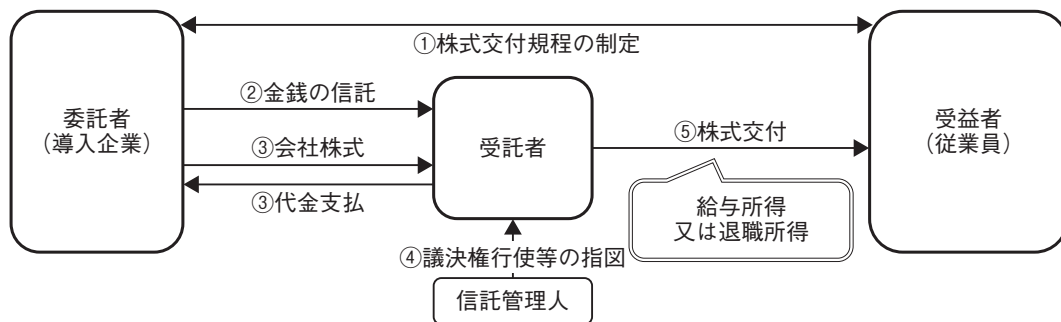 ①株式交付規程の制定
委託者
(導入企業)
②金銭の信託
③会社株式
③代金支払
受託者
④議決権行使等の指図
信託管理人
⑤株式交付
給与所得
又は退職所得
受益者
(従業員)